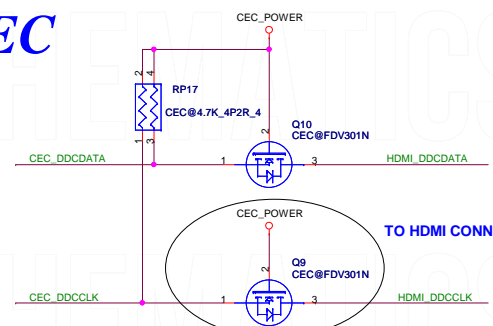 EC
CEC_POWER
2
4
RP17
CEC@4.7K_4P2R_4
1
3
Q10
CEC@FDV301N
2
CEC_DDCDATA
1
3
HDMI_DDCDATA
CEC_POWER
TO HDMI CONN
Q9
CEC@FDV301N
2
CEC_DDCCLK
1
3
HDMI_DDCCLK